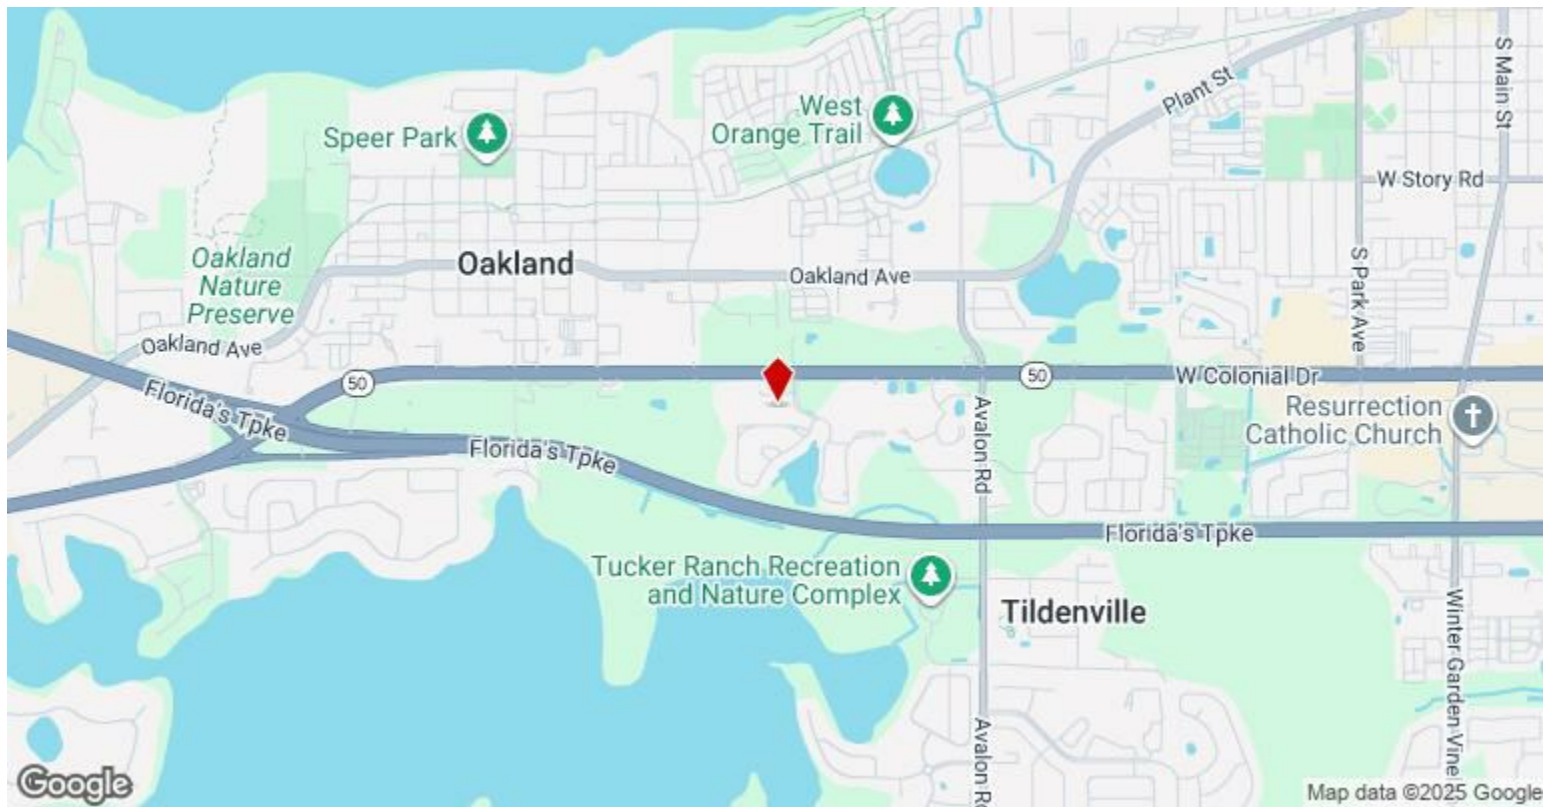 S Main St
Plant St
West
Orange Trail
Speer Park
W Story Rd
Oakland
Nature
Preserve
Oakland
Oakland Ave
S Park Ave
Oakland Ave
50
50
W Colonial Dr
Florida's Tpke
Resurrection
Catholic Church
Avalon Rd
Florida's Tpke
Florida's Tpke
Tucker Ranch Recreation
and Nature Complex
Tildenville
Winter Garden Vinel
Avalon Rd
Google
Map data ©2025 Google